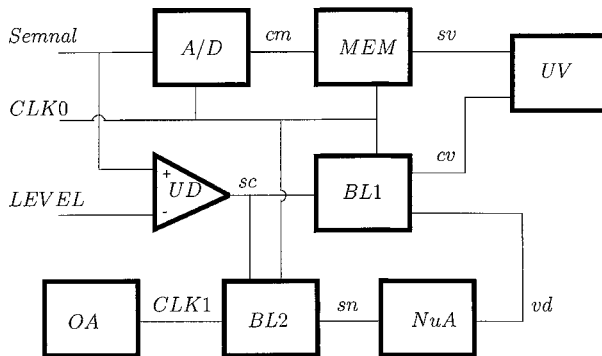 Semnal
A/D
cm
MEM
sv
UV
CLK0
cv
+
UD
-
sc
BL1
LEVEL
OA
CLK1
BL2
sn
NuA
vd